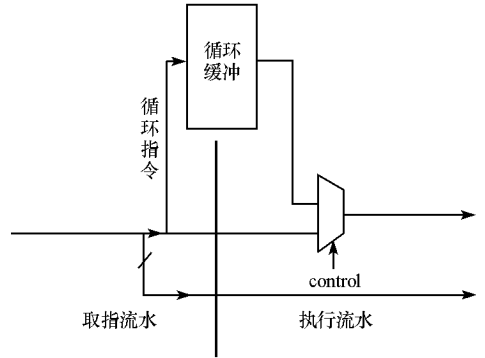 循环
缓冲
循环指令
control
取指流水
执行流水